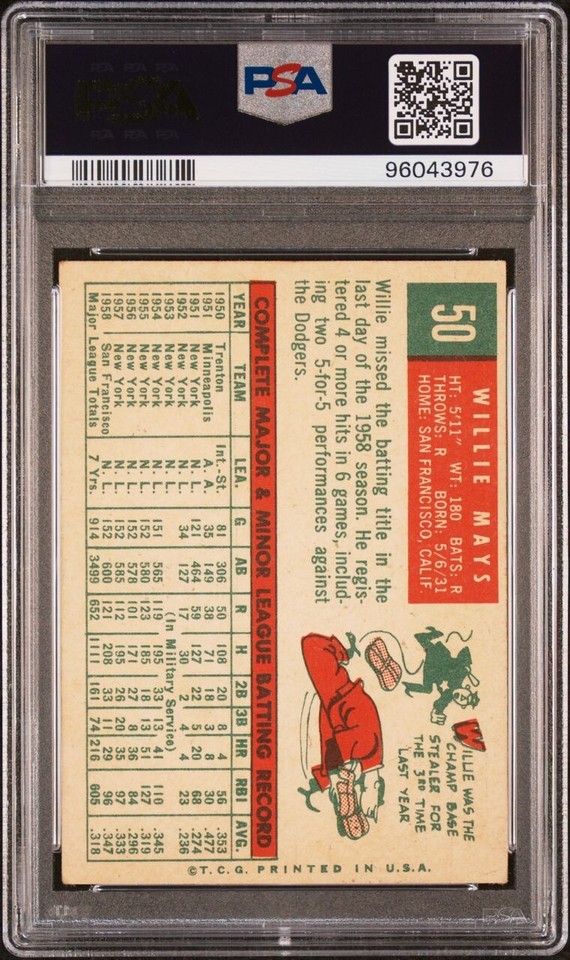 PSA
PSA
96043976
50
WILLIE MAYS
HT: 5'11" WT: 180 BATS: R
THROWS: R BORN: 5/6/31
HOME: SAN FRANCISCO, CALIF.
WILLIE WAS THE
CHAMP BASE
STEALER FOR
THE 3RD TIME
LAST YEAR
Willie missed the batting title in the
last day of the 1958 season. He regis-
tered 4 or more hits in 6 games, includ-
ing two 5-for-5 performances against
the Dodgers.
COMPLETE MAJOR & MINOR LEAGUE BATTING RECORD
YEAR TEAM LEA. G AB R H 2B 3B HR RBI AVG.
1950 Trenton Int.-St. 81 306 50 108 20 8 4 56 .353
1951 Minneapolis A. A. 35 149 38 71 18 3 8 30 .477
1951 New York N. L. 121 464 59 127 22 5 20 68 .274
1952 New York N. L. 34 127 17 30 2 4 4 23 .236
1953 New York N. L. (In Military Service)
1954 New York N. L. 151 565 119 195 33 13 41 110 .345
1955 New York N. L. 152 580 123 185 18 13 51 127 .319
1956 New York N. L. 152 578 101 171 27 8 36 84 .296
1957 New York N. L. 152 585 112 195 26 20 35 97 .333
1958 San Francisco N. L. 152 600 121 208 33 11 29 96 .347
Major League Totals 7 Yrs. 914 3499 652 1111 161 74 216 605 .318
©T.C.G. PRINTED IN U.S.A.
PSA